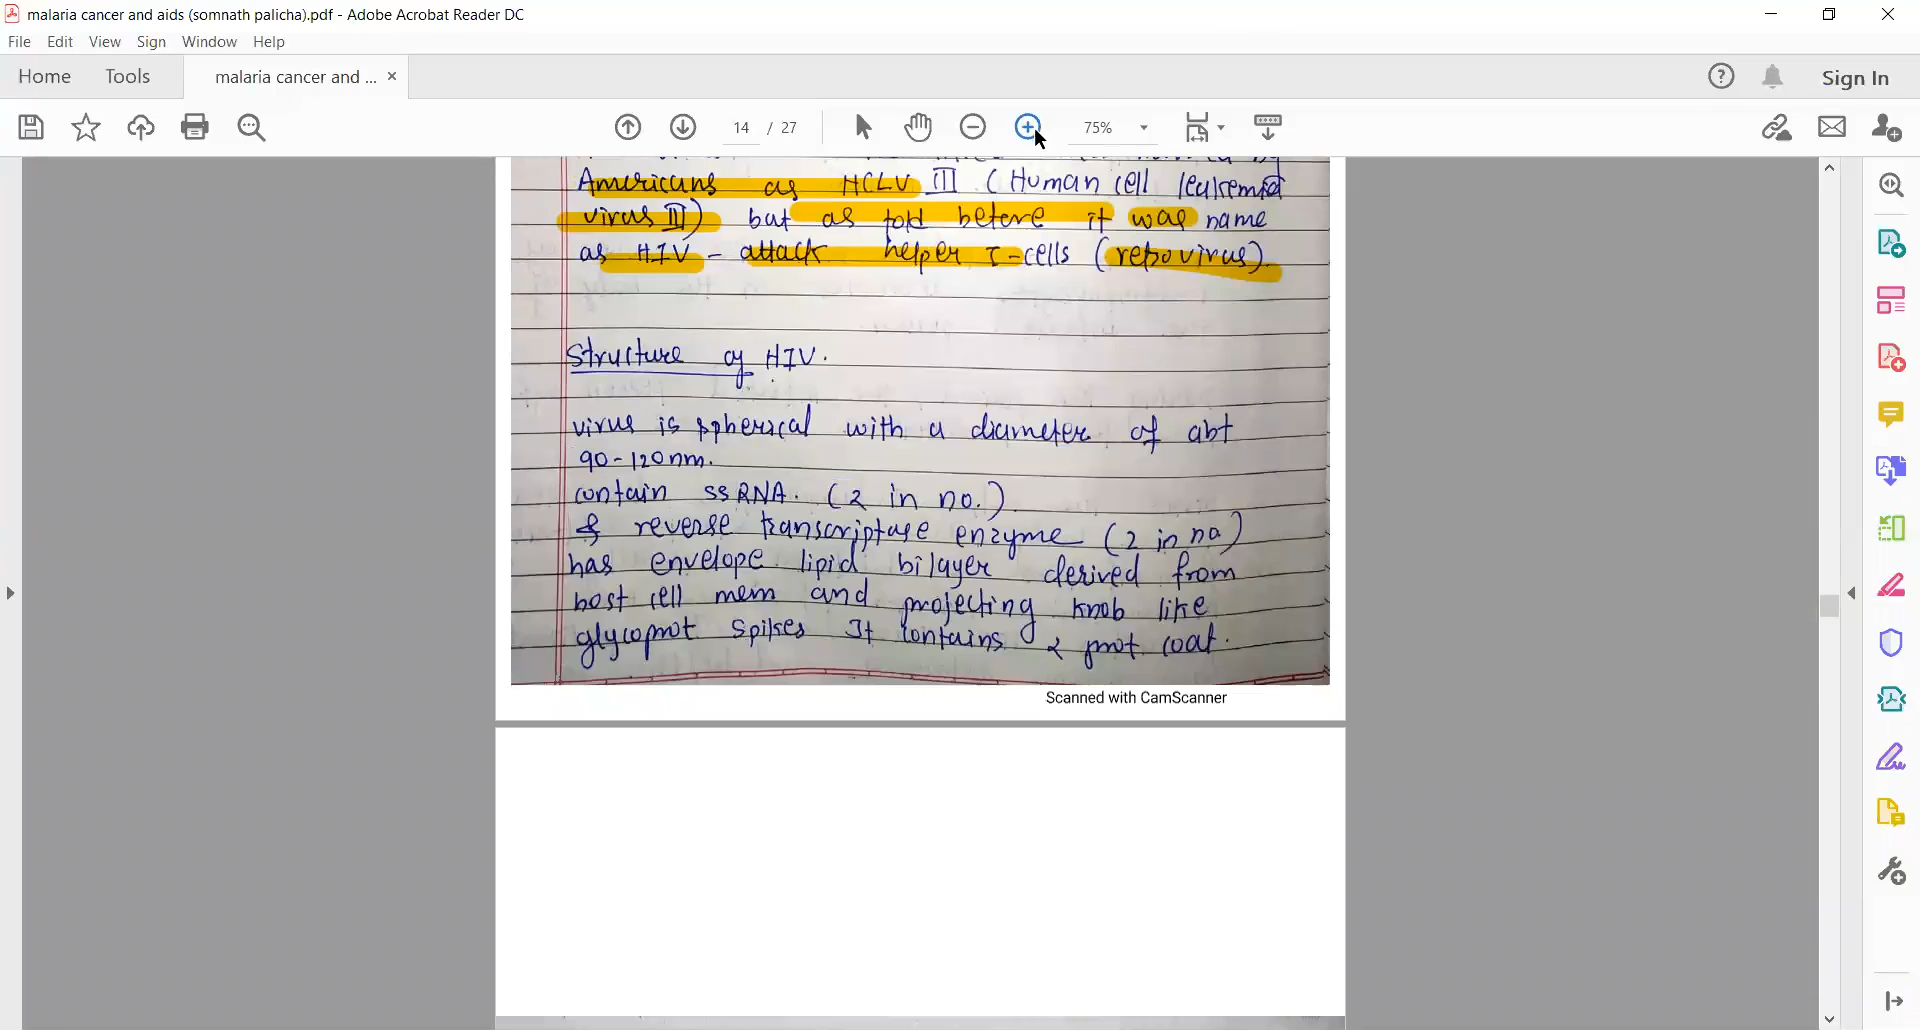 malaria cancer and aids (somnath palicha).pdf - Adobe Acrobat Reader DC
File Edit View Sign Window Help
Home Tools malaria cancer and ... × Sign In
14 / 27 75%
Americans as HCLV III (Human cell leukemia
virus III) but as told before it was name
as HIV - attack helper T-cells (retrovirus).
Structure of HIV.
virus is spherical with a diameter of abt
90-120nm.
contain ssRNA. (2 in no.)
& reverse transcriptase enzyme (2 in no)
has envelope lipid bilayer derived from
host cell mem and projecting knob like
glycoprot spikes It contains 2 prot coat.
Scanned with CamScanner